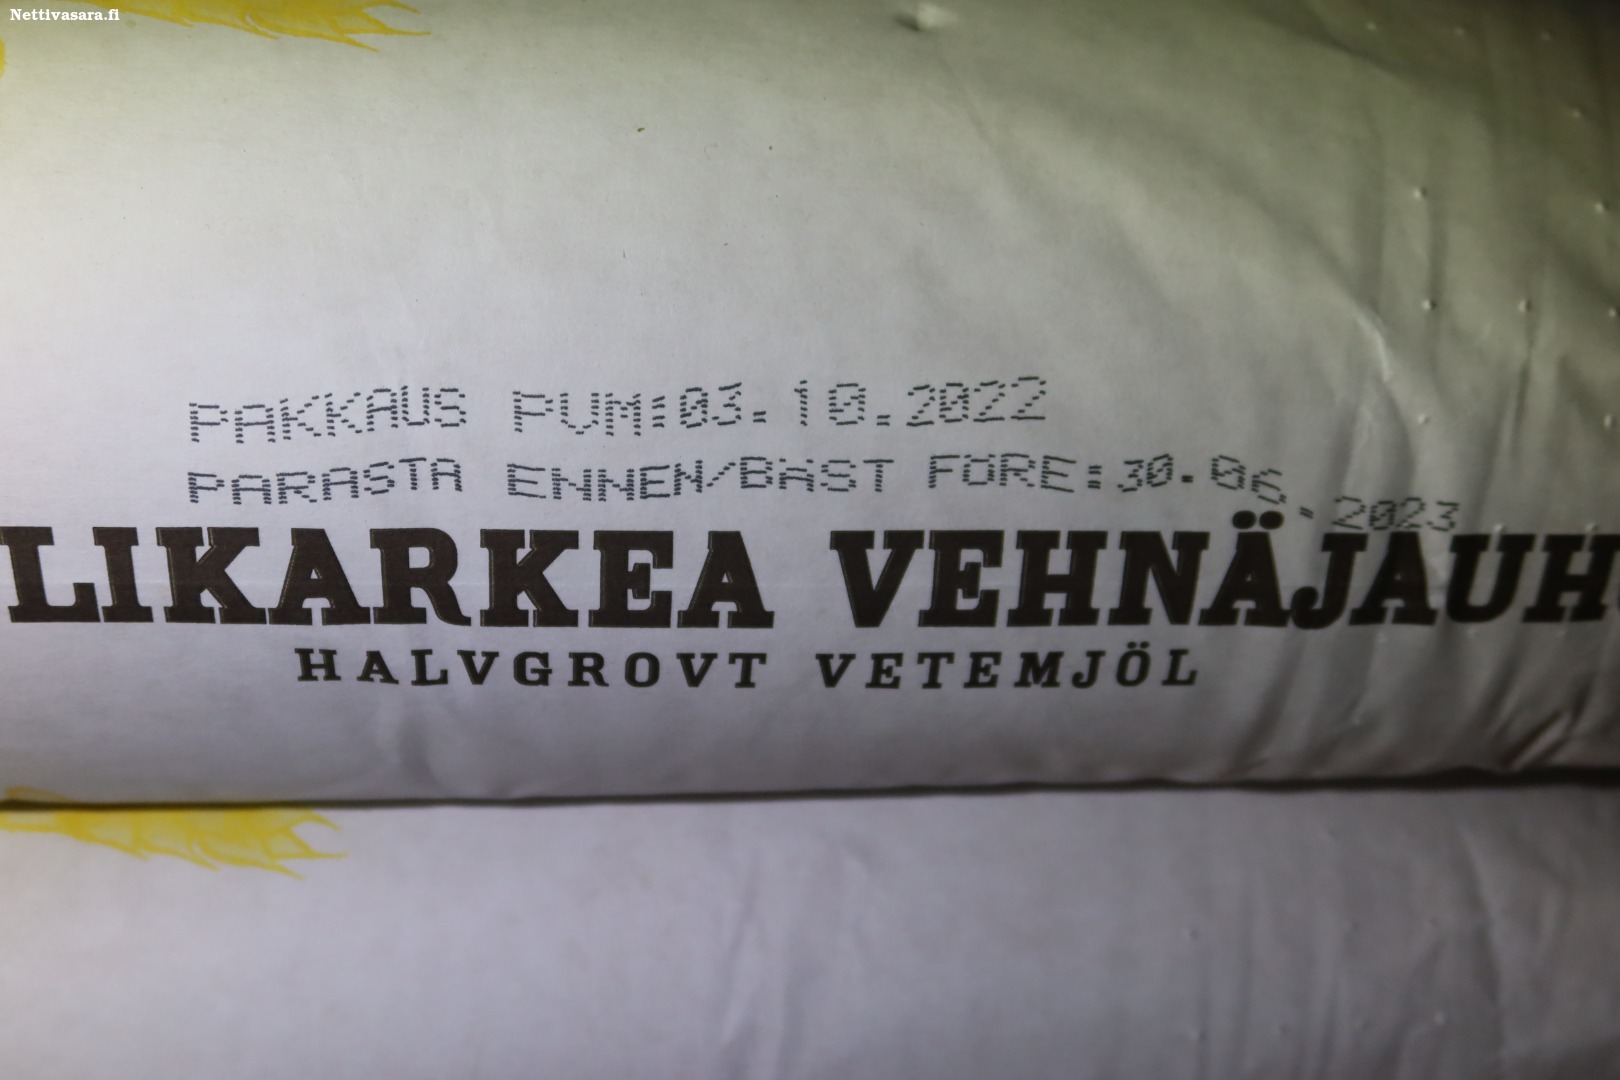 Nettivasara.fi
PAKKAUS PVM:03.10.2022
PARASTA ENNEN/BÄST FÖRE:30.06.2023
LIKARKEA VEHNÄJAUH
HALVGROVT VETEMJÖL